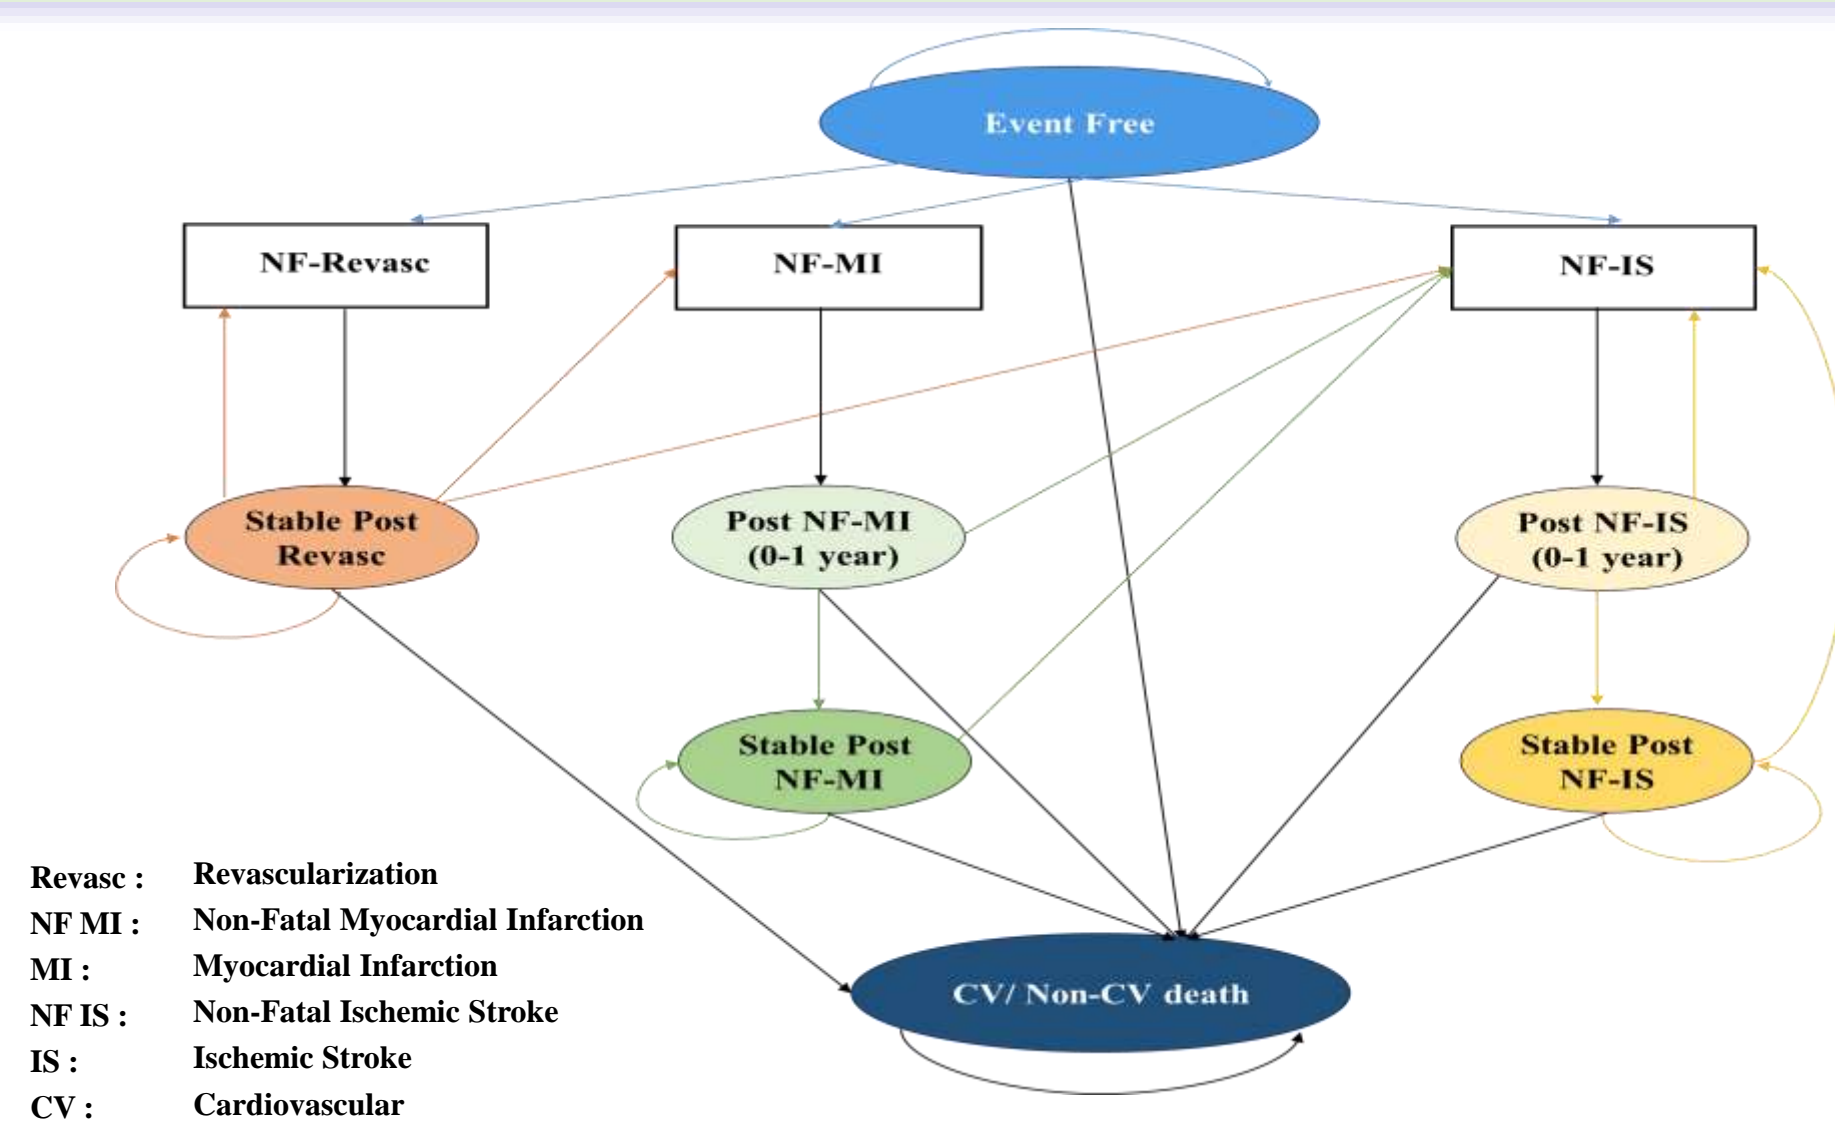 Event Free
NF-Revasc
NF-MI
NF-IS
Stable Post
Revasc
Post NF-MI
(0-1 year)
Post NF-IS
(0-1 year)
Stable Post
NF-MI
Stable Post
NF-IS
CV/ Non-CV death
Revasc : Revascularization
NF MI : Non-Fatal Myocardial Infarction
MI : Myocardial Infarction
NF IS : Non-Fatal Ischemic Stroke
IS : Ischemic Stroke
CV : Cardiovascular